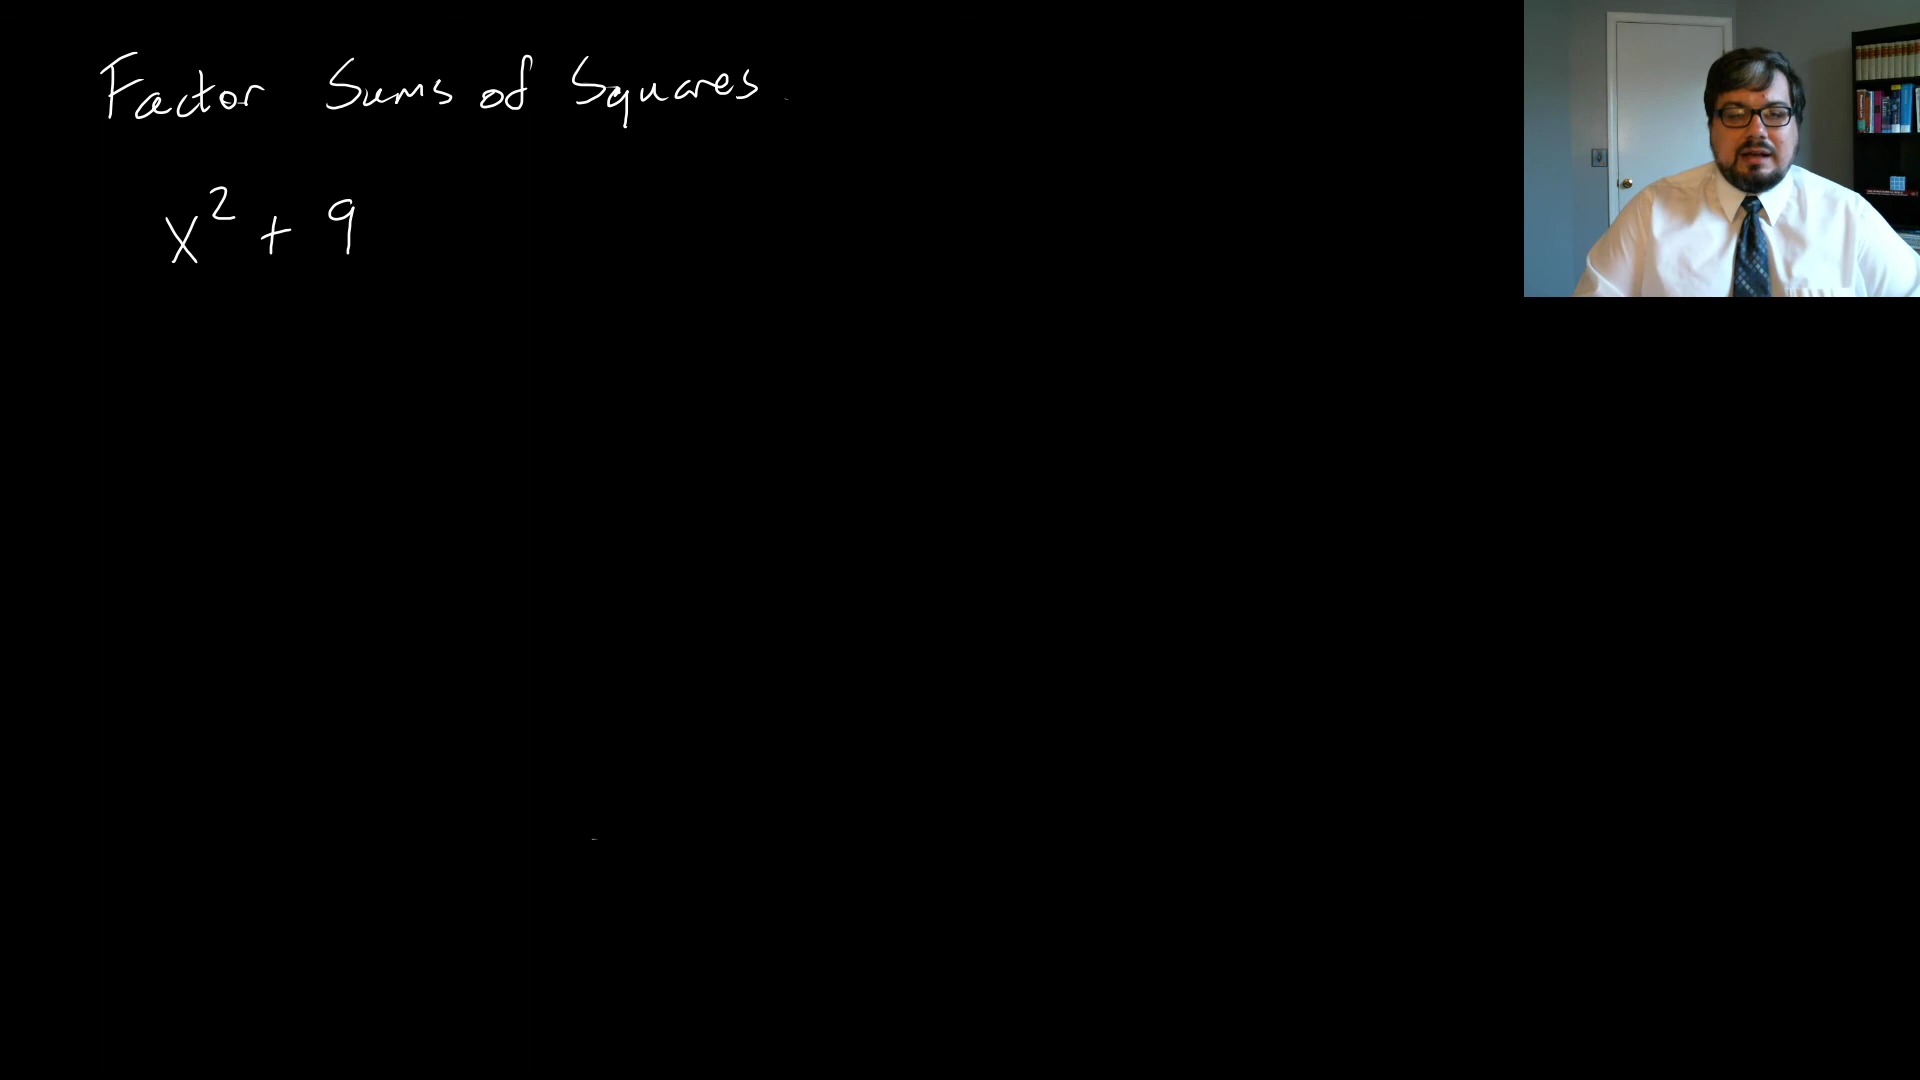 Factor Sums of Squares
x² + 9